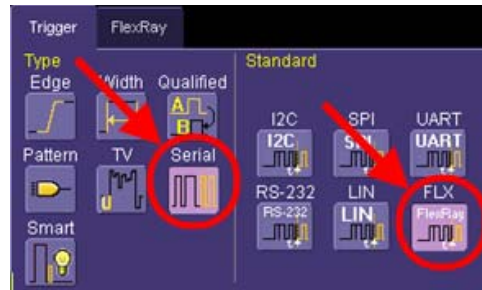 Trigger FlexRay
Type
Edge Width Qualified
A
B
Pattern TV Serial
Smart
Standard
I2C SPI UART
I2C SPI UART
RS-232 LIN FLX
RS-232 LIN FlexRay